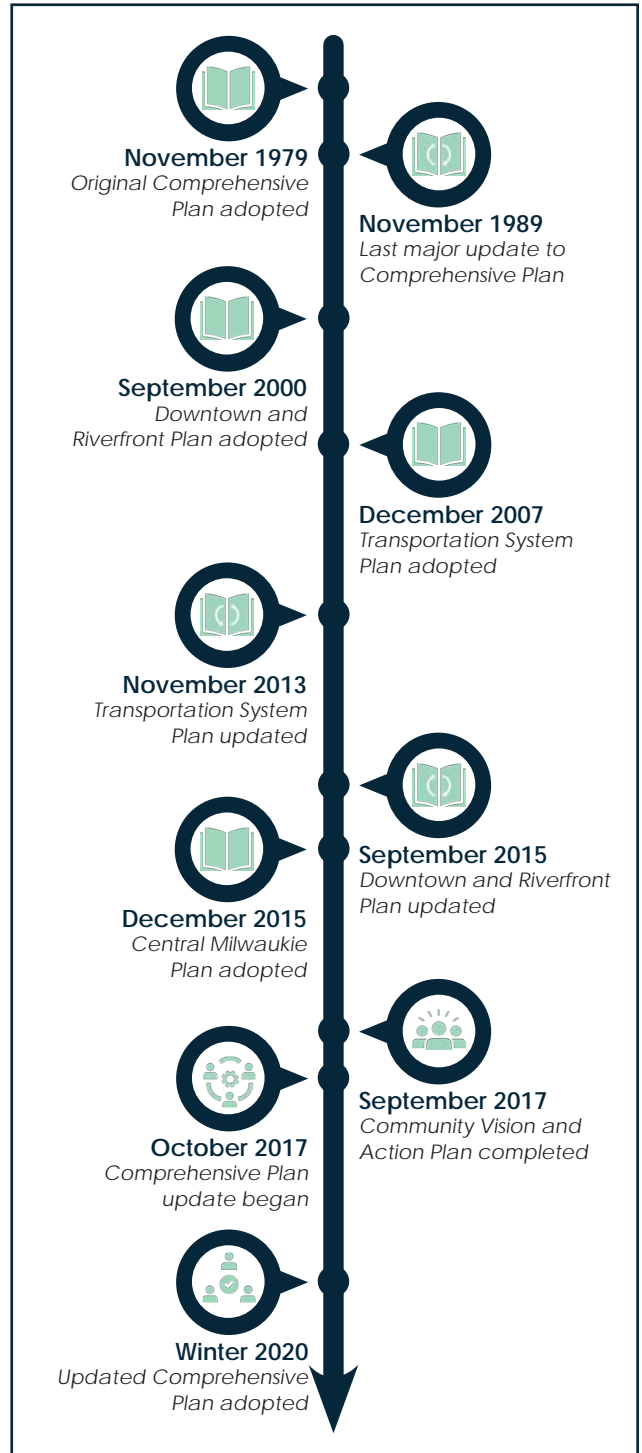 November 1979
Original Comprehensive
Plan adopted
November 1989
Last major update to
Comprehensive Plan
September 2000
Downtown and
Riverfront Plan adopted
December 2007
Transportation System
Plan adopted
November 2013
Transportation System
Plan updated
September 2015
Downtown and Riverfront
Plan updated
December 2015
Central Milwaukie
Plan adopted
September 2017
Community Vision and
Action Plan completed
October 2017
Comprehensive Plan
update began
Winter 2020
Updated Comprehensive
Plan adopted